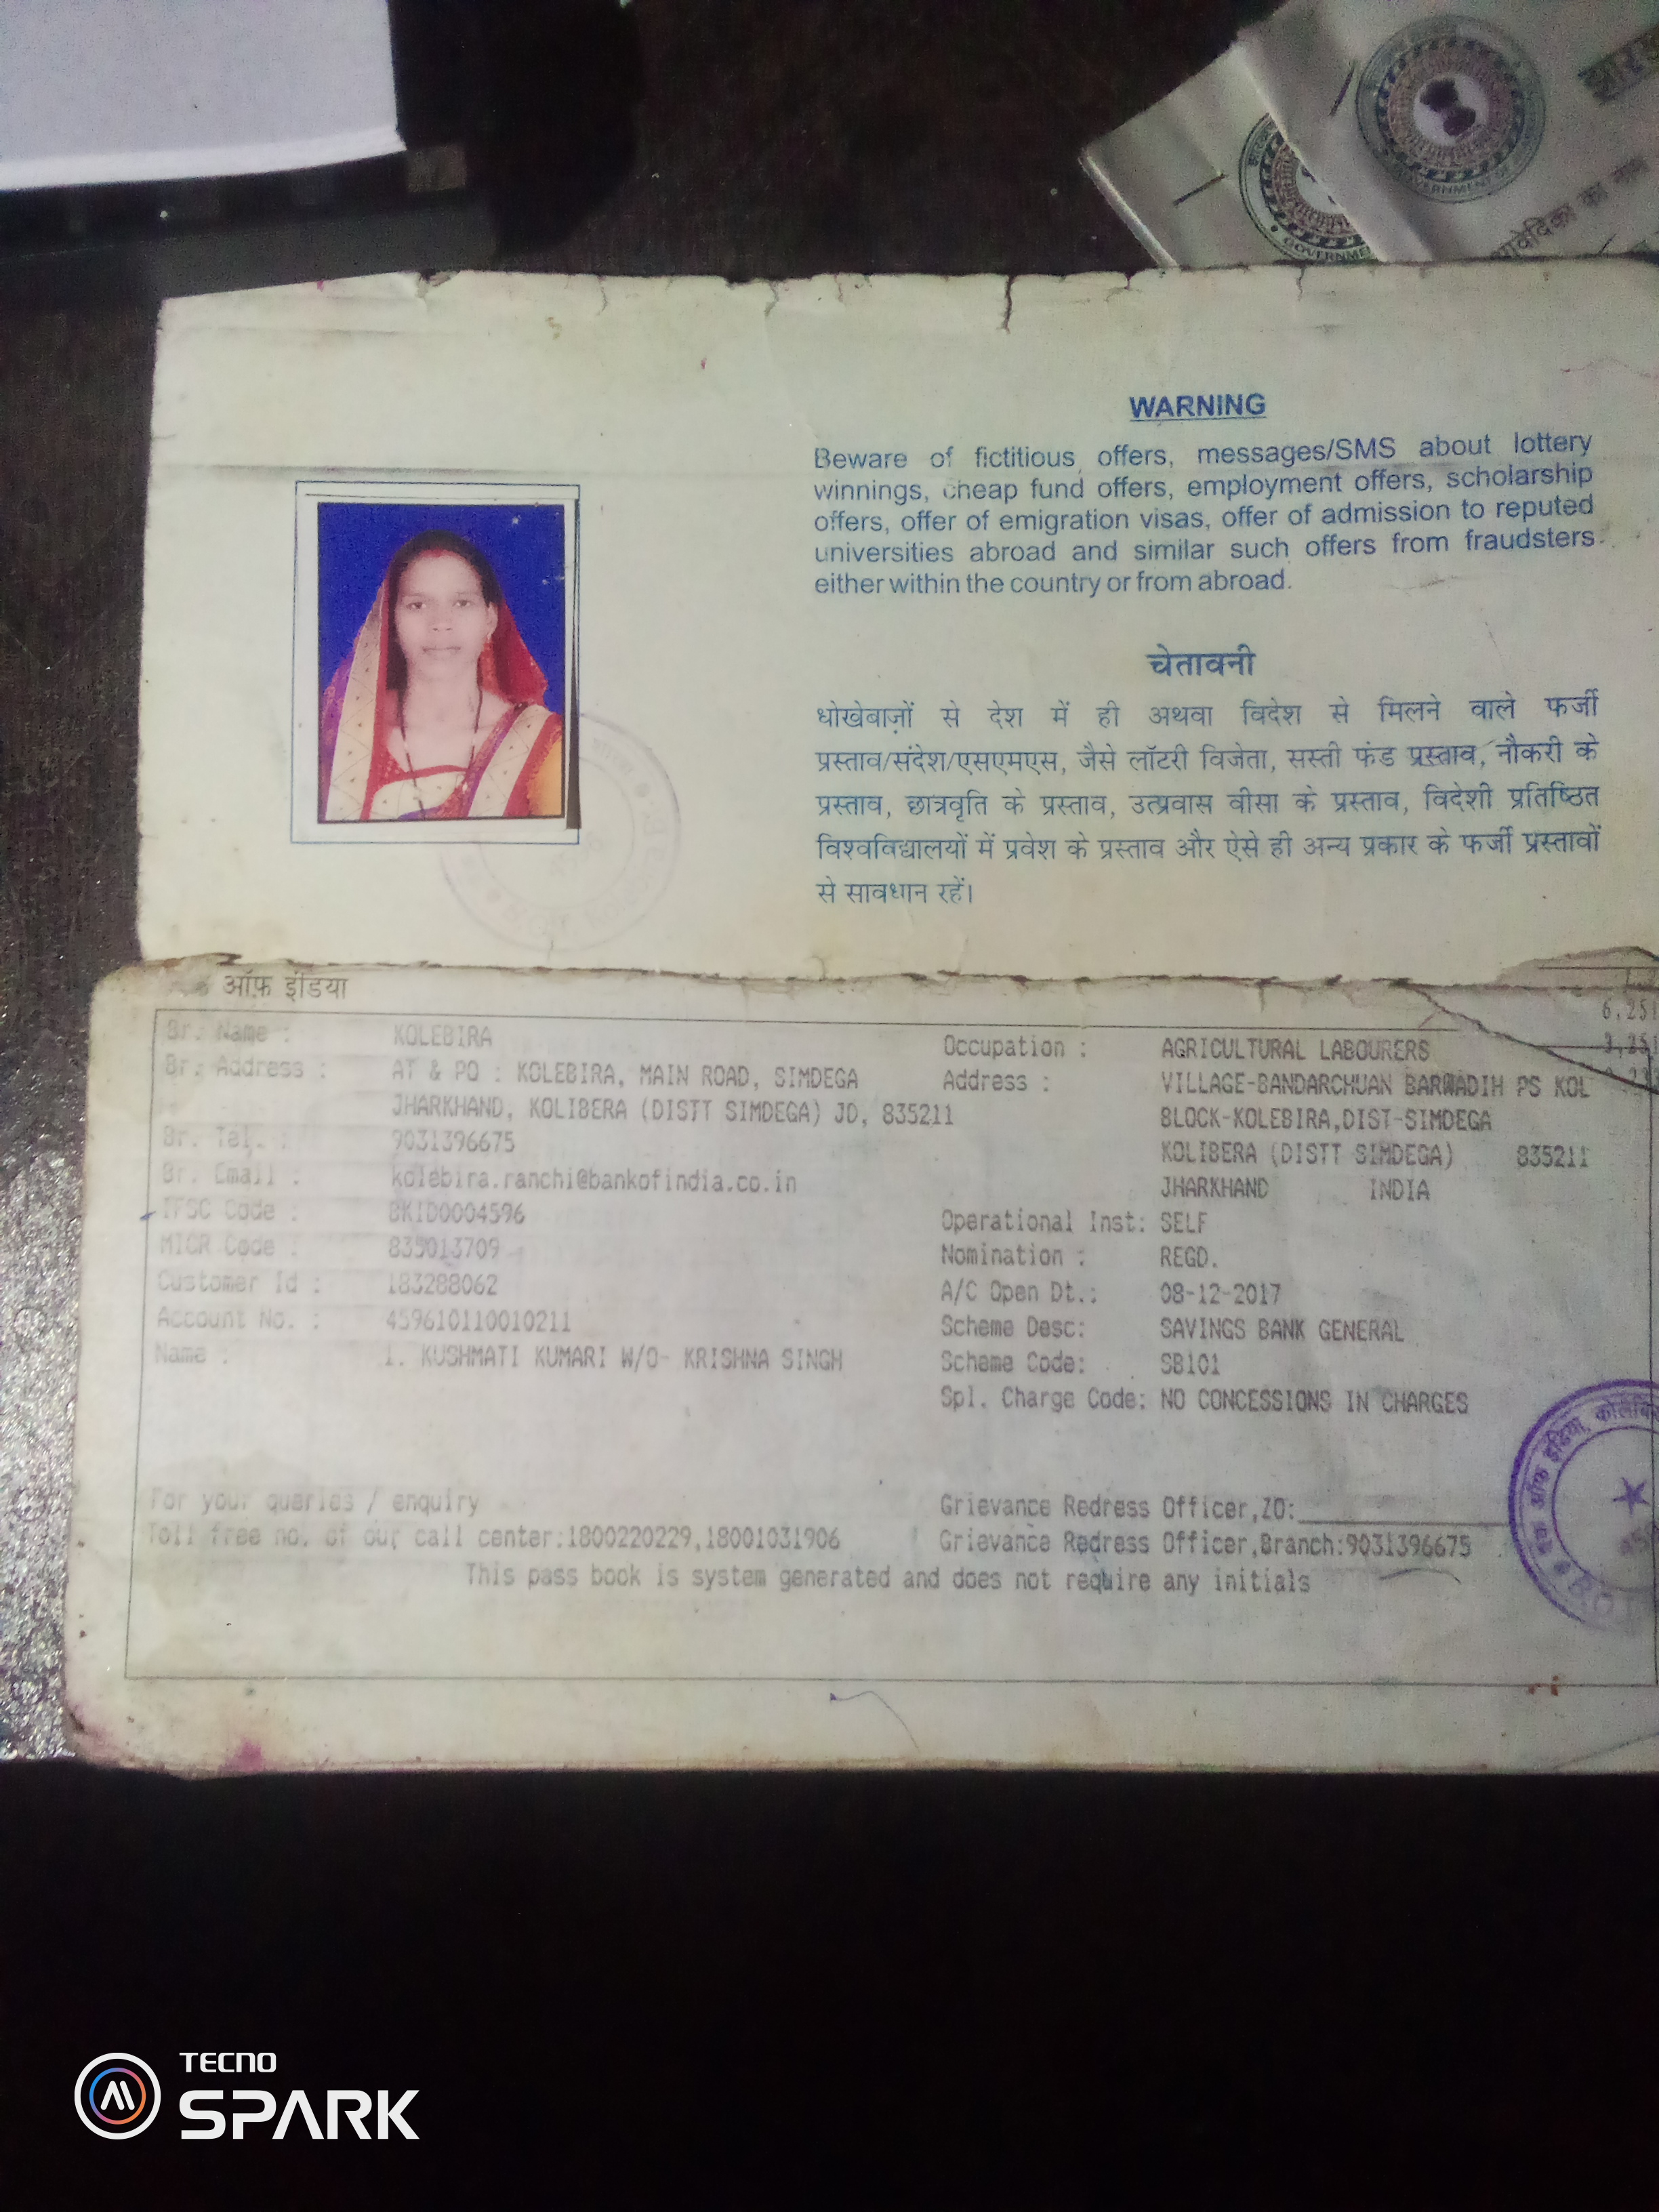 WARNING
Beware of fictitious offers, messages/SMS about lottery
winnings, cheap fund offers, employment offers, scholarship
offers, offer of emigration visas, offer of admission to reputed
universities abroad and similar such offers from fraudsters
either within the country or from abroad.
चेतावनी
धोखेबाज़ों से देश में ही अथवा विदेश से मिलने वाले फर्जी
प्रस्ताव/संदेश/एसएमएस, जैसे लॉटरी विजेता, सस्ती फंड प्रस्ताव, नौकरी के
प्रस्ताव, छात्रवृति के प्रस्ताव, उत्प्रवास वीसा के प्रस्ताव, विदेशी प्रतिष्ठित
विश्वविद्यालयों में प्रवेश के प्रस्ताव और ऐसे ही अन्य प्रकार के फर्जी प्रस्तावों
से सावधान रहें।
GOVERNMENT OF
आवेदिका का नाम
ऑफ़ इंडिया
6,251
Br. Name : KOLEBIRA
Br. Address : AT & PO : KOLEBIRA, MAIN ROAD, SIMDEGA
JHARKHAND, KOLIBERA (DISTT SIMDEGA) JD, 835211
Br. Tel. : 9031396675
Br. Email : kolebira.ranchi@bankofindia.co.in
IFSC Code : BKID0004596
MICR Code : 835013709
Customer Id : 183288062
Account No. : 459610110010211
Name : 1. KUSHMATI KUMARI W/O- KRISHNA SINGH
Occupation : AGRICULTURAL LABOURERS
Address : VILLAGE-BANDARCHUAN BARWADIH PS KOL
BLOCK-KOLEBIRA,DIST-SIMDEGA
KOLIBERA (DISTT SIMDEGA) 835211
JHARKHAND INDIA
Operational Inst: SELF
Nomination : REGD.
A/C Open Dt.: 08-12-2017
Scheme Desc: SAVINGS BANK GENERAL
Scheme Code: SB101
Spl. Charge Code: NO CONCESSIONS IN CHARGES
For your queries / enquiry
Toll free no. of our call center:1800220229,18001031906
Grievance Redress Officer,ZO:
Grievance Redress Officer,Branch:9031396675
This pass book is system generated and does not require any initials
ऑफ इंडिया,
TECNO
SPARK